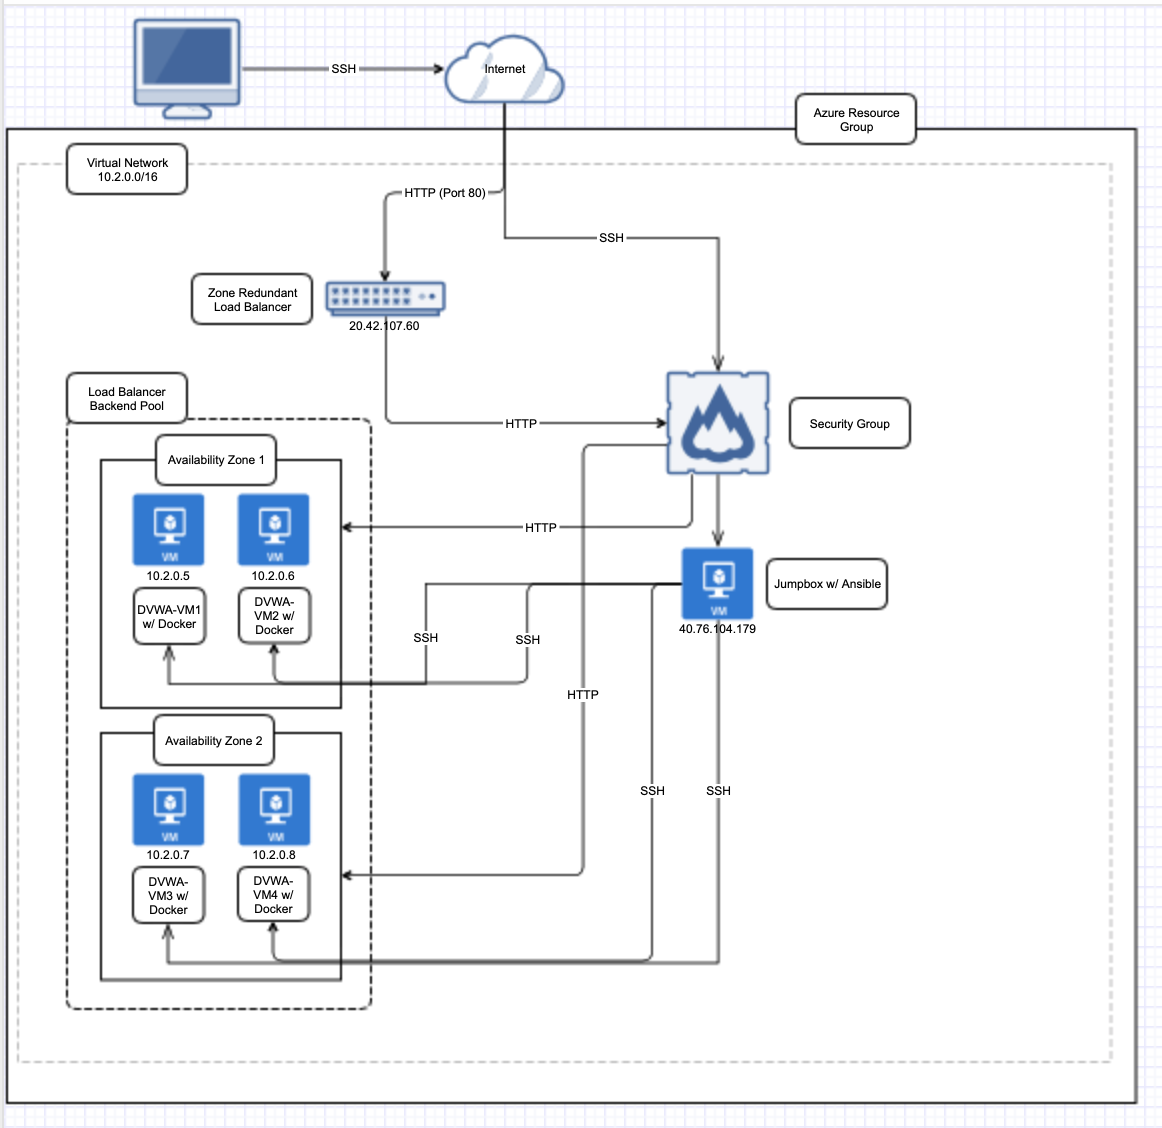 SSH
Internet
Azure Resource
Group
Virtual Network
10.2.0.0/16
HTTP (Port 80)
SSH
Zone Redundant
Load Balancer
20.42.107.60
Load Balancer
Backend Pool
HTTP
Security Group
Availability Zone 1
VM
VM
10.2.0.5
10.2.0.6
DVWA-VM1
w/ Docker
DVWA-
VM2 w/
Docker
HTTP
VM
Jumpbox w/ Ansible
40.76.104.179
SSH
SSH
HTTP
Availability Zone 2
VM
VM
10.2.0.7
10.2.0.8
DVWA-
VM3 w/
Docker
DVWA-
VM4 w/
Docker
SSH
SSH